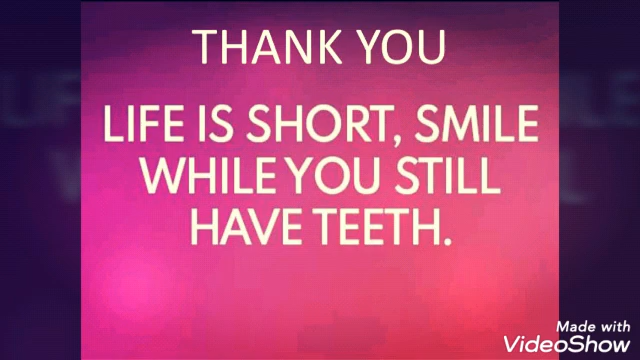 THANK YOU
LIFE IS SHORT, SMILE
WHILE YOU STILL
HAVE TEETH.
Made with
VideoShow